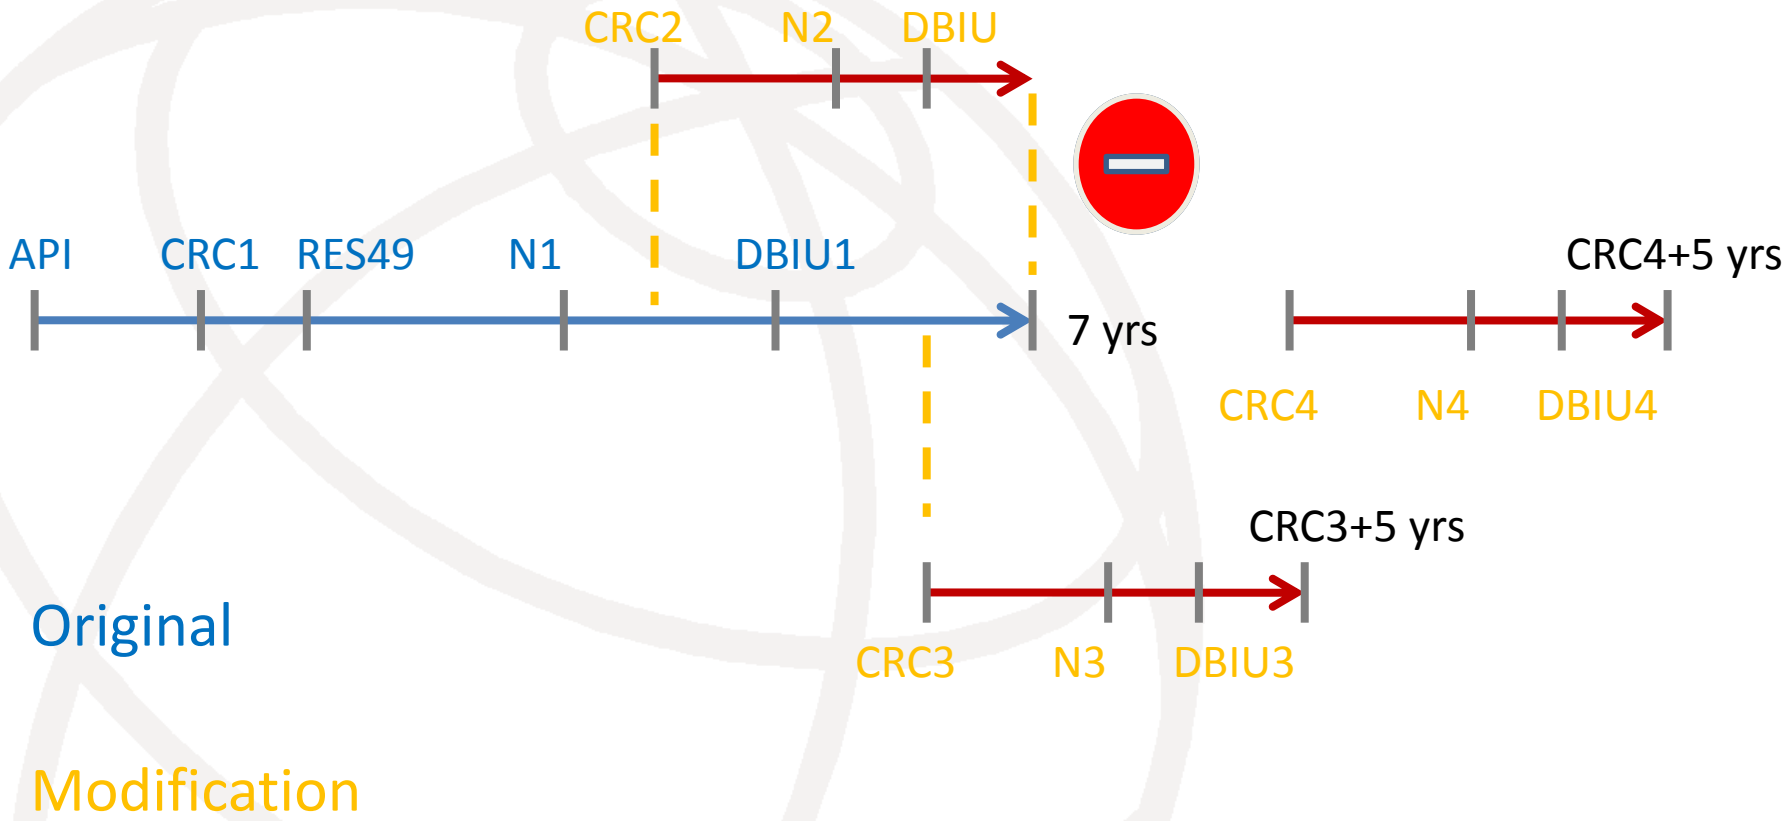 CRC2 N2 DBIU
API CRC1 RES49 N1 DBIU1 CRC4+5 yrs
7 yrs
CRC4 N4 DBIU4
CRC3+5 yrs
Original
CRC3 N3 DBIU3
Modification